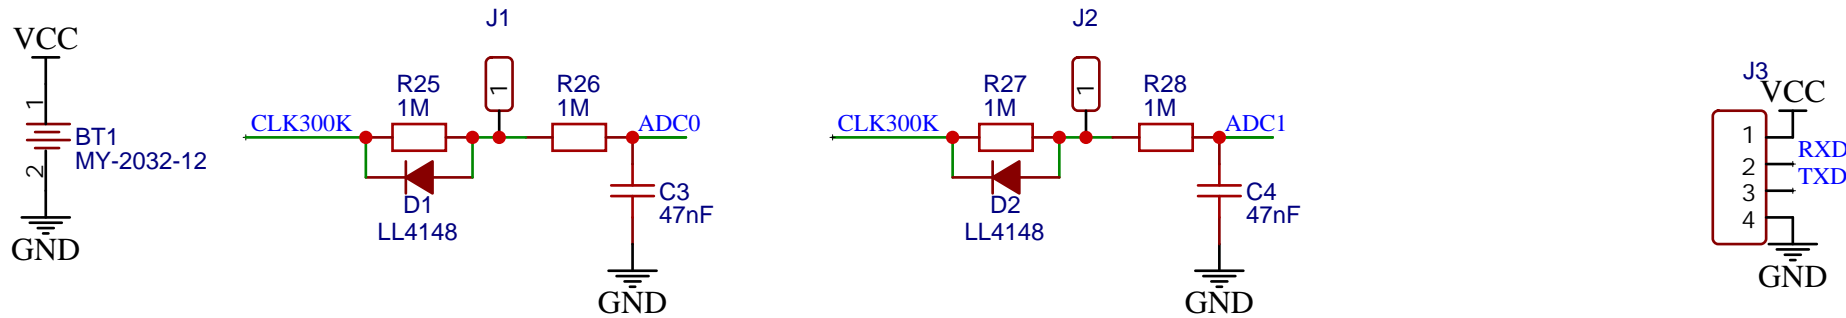 VCC
1
2
BT1
MY-2032-12
GND
J1
1
CLK300K
R25
1M
D1
LL4148
R26
1M
ADC0
C3
47nF
GND
J2
1
CLK300K
R27
1M
D2
LL4148
R28
1M
ADC1
C4
47nF
GND
J3
VCC
1
2
3
4
RXD
TXD
GND